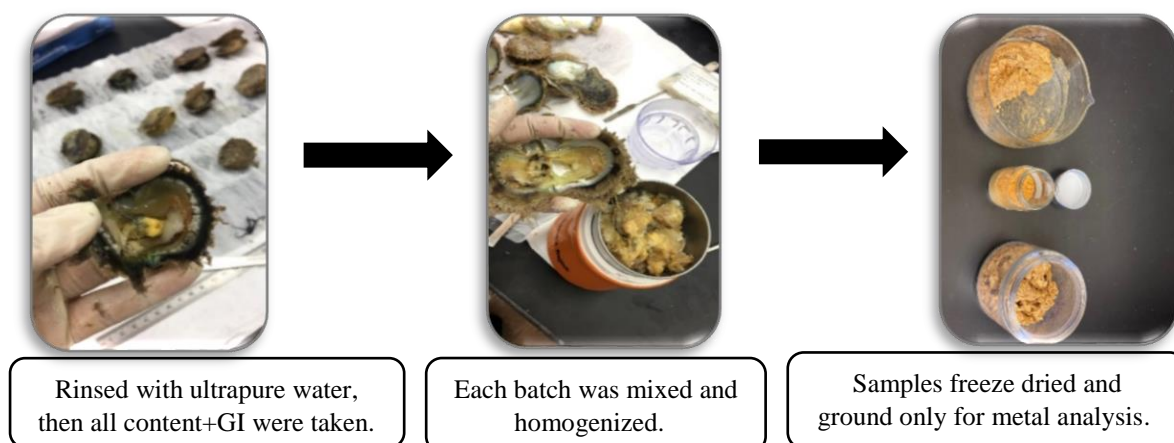 Rinsed with ultrapure water,
then all content+GI were taken.
Each batch was mixed and
homogenized.
Samples freeze dried and
ground only for metal analysis.